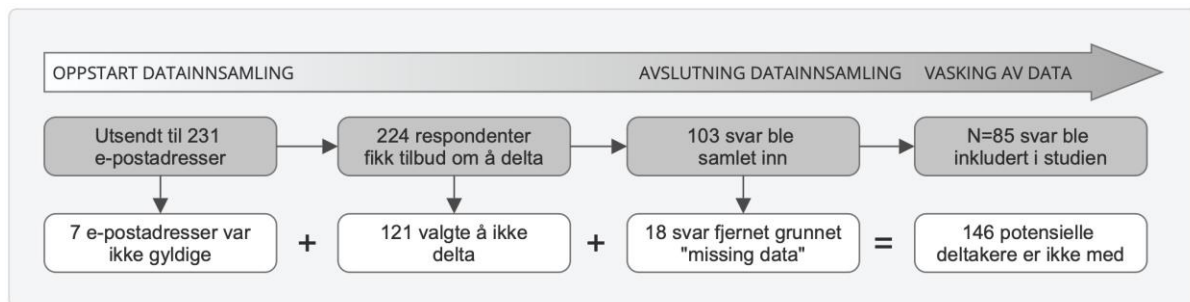 OPPSTART DATAINNSAMLING
AVSLUTNING DATAINNSAMLING
VASKING AV DATA
Utsendt til 231
e-postadresser
224 respondenter
fikk tilbud om å delta
103 svar ble
samlet inn
N=85 svar ble
inkludert i studien
7 e-postadresser var
ikke gyldige
+
121 valgte å ikke
delta
+
18 svar fjernet grunnet
"missing data"
=
146 potensielle
deltakere er ikke med